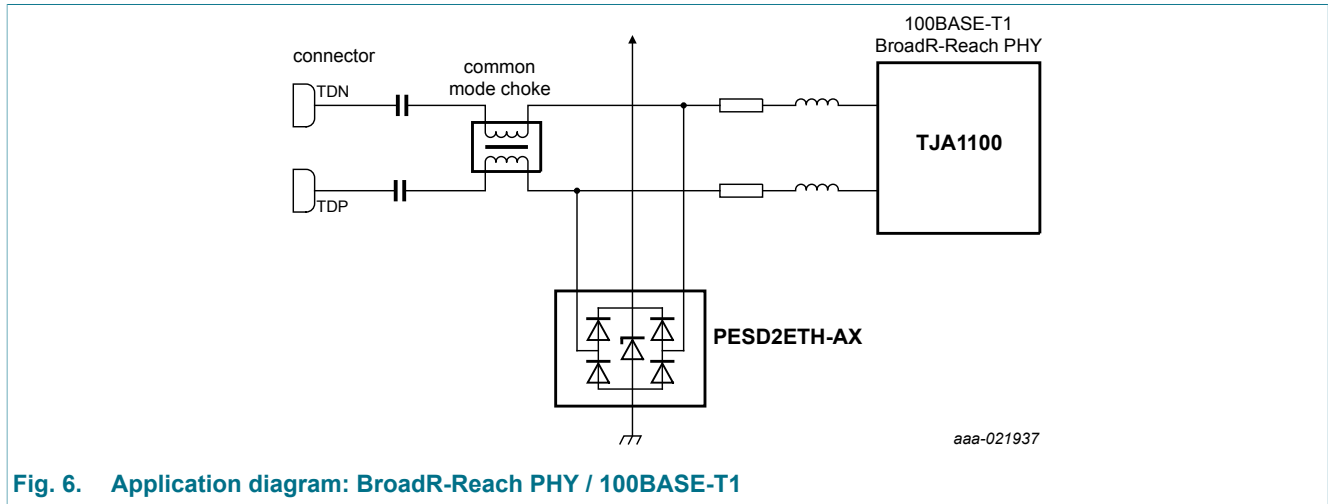 100BASE-T1
BroadR-Reach PHY
connector
common
mode choke
TDN
TJA1100
TDP
PESD2ETH-AX
aaa-021937
Fig. 6. Application diagram: BroadR-Reach PHY / 100BASE-T1